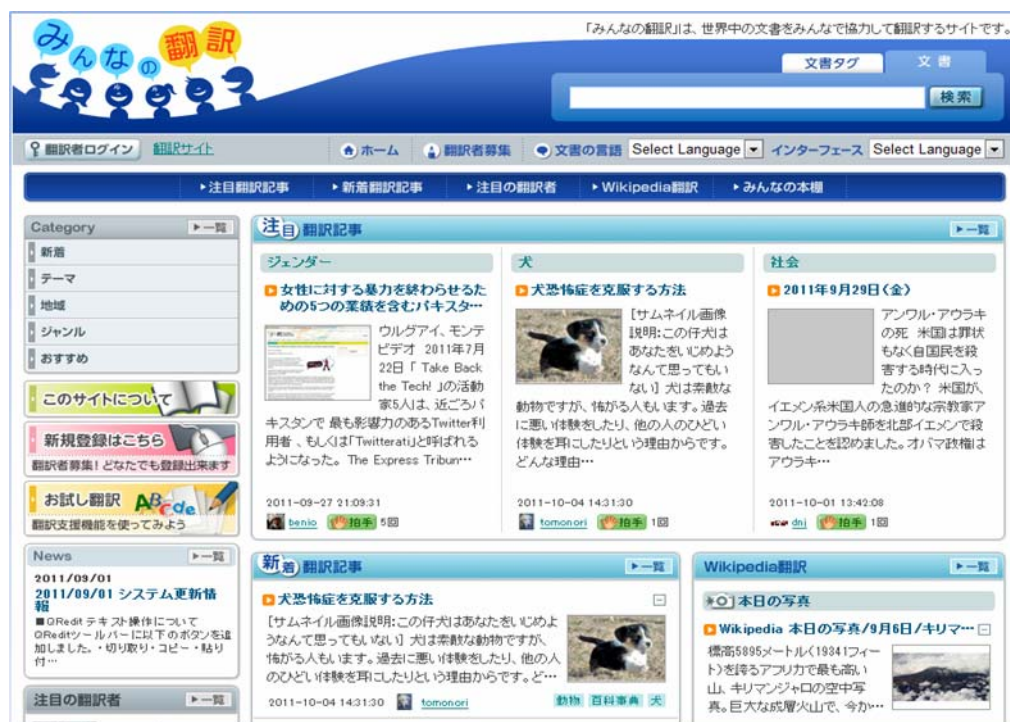 みんなの翻訳
「みんなの翻訳」は、世界中の文書をみんなで協力して翻訳するサイトです。
文書タグ
文書
検索
翻訳者ログイン
翻訳サイト
ホーム
翻訳者募集
文書の言語
Select Language
インターフェース
Select Language
注目翻訳記事
新着翻訳記事
注目の翻訳者
Wikipedia翻訳
みんなの本棚
Category
一覧
新着
テーマ
地域
ジャンル
おすすめ
このサイトについて
新規登録はこちら
翻訳者募集!どなたでも登録出来ます
お試し翻訳
ABcde
翻訳支援機能を使ってみよう
News
一覧
2011/09/01
2011/09/01 システム更新情
報
■QRedit テキスト操作について
QReditツールバーに以下のボタンを追
加しました。・切り取り・コピー・貼り
付…
注目の翻訳者
注目翻訳記事
一覧
ジェンダー
女性に対する暴力を終わらせるた
めの5つの業績を含むパキスタ…
ウルグアイ、モンテ
ビデオ 2011年7月
22日 「 Take Back
the Tech! 」の活動
家5人は、近ごろパ
キスタンで 最も影響力のあるTwitter利
用者 、もしくは「Twitterati」と呼ばれる
ようになった。 The Express Tribun…
2011-09-27 21:09:31
benio
拍手
5回
犬
犬恐怖症を克服する方法
[サムネイル画像
説明:この仔犬は
あなたをいじめよう
なんて思ってもい
ない] 犬は素敵な
動物ですが、怖がる人もいます。過去
に悪い体験をしたり、他の人のひどい
体験を耳にしたりという理由からです。
どんな理由…
2011-10-04 14:31:30
tomonori
拍手
1回
社会
2011年9月29日(金)
アンワル・アウラキ
の死 米国は罪状
もなく自国民を殺
害する時代に入っ
たのか? 米国が、
イエメン系米国人の急進的な宗教家ア
ンワル・アウラキ師を北部イエメンで殺
害したことを認めました。オバマ政権は
アウラキ…
2011-10-01 13:42:08
dnj
拍手
1回
新着翻訳記事
一覧
犬恐怖症を克服する方法
[サムネイル画像説明:この仔犬はあなたをいじめよ
うなんて思ってもいない] 犬は素敵な動物ですが、
怖がる人もいます。過去に悪い体験をしたり、他の人
のひどい体験を耳にしたりという理由からです。ど…
2011-10-04 14:31:30
tomonori
動物
百科事典
犬
Wikipedia翻訳
一覧
本日の写真
Wikipedia 本日の写真/9月6日/キリマ…
標高5895メートル(19341フィー
ト)を誇るアフリカで最も高い
山、キリマンジャロの空中写
真。巨大な成層火山で、今か…